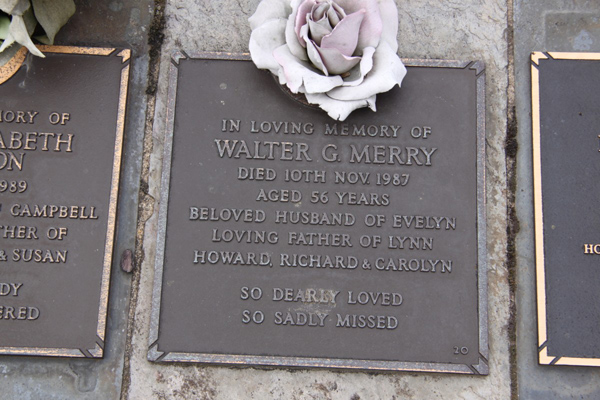 MORY OF
ABETH
ON
1989
CAMPBELL
THER OF
& SUSAN
DY
ERED
IN LOVING MEMORY OF
WALTER G. MERRY
DIED 10TH NOV. 1987
AGED 56 YEARS
BELOVED HUSBAND OF EVELYN
LOVING FATHER OF LYNN
HOWARD, RICHARD & CAROLYN
SO DEARLY LOVED
SO SADLY MISSED
20
HO